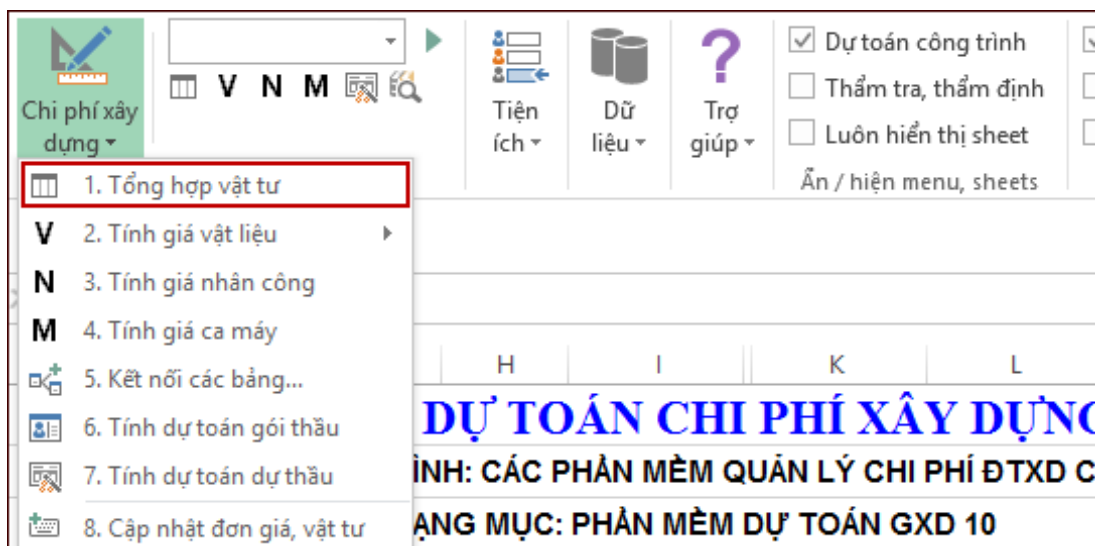 Chi phí xây
dựng
V N M
Tiện
ích
Dữ
liệu
?
Trợ
giúp
Dự toán công trình
Thẩm tra, thẩm định
Luôn hiển thị sheet
Ẩn / hiện menu, sheets
1. Tổng hợp vật tư
V 2. Tính giá vật liệu
N 3. Tính giá nhân công
M 4. Tính giá ca máy
5. Kết nối các bảng...
6. Tính dự toán gói thầu
7. Tính dự toán dự thầu
8. Cập nhật đơn giá, vật tư
H I K L
DỰ TOÁN CHI PHÍ XÂY DỰNG
ÌNH: CÁC PHẦN MỀM QUẢN LÝ CHI PHÍ ĐTXD C
ẠNG MỤC: PHẦN MỀM DỰ TOÁN GXD 10